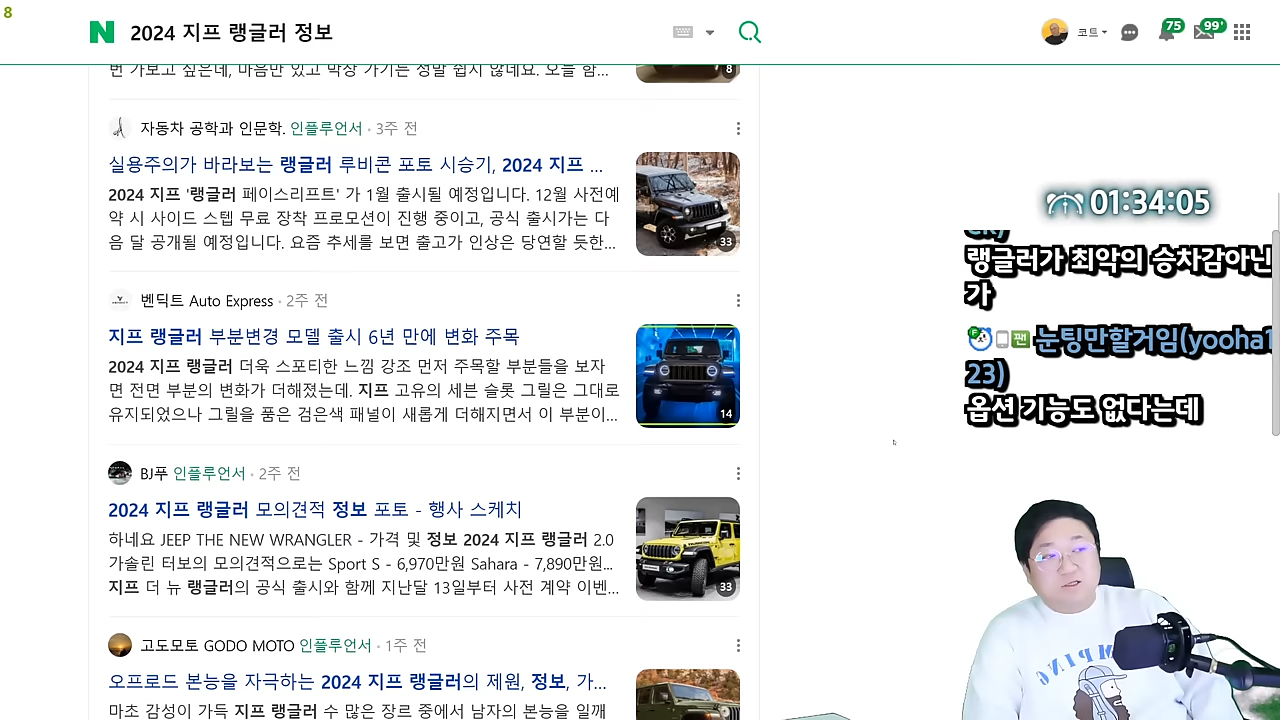 8
N 2024 지프 랭글러 정보
코트
75
99+
번 가보고 싶은데, 마음만 있고 막상 가기는 정말 쉽지 않네요. 오늘 함...
8
자동차 공학과 인문학. 인플루언서 · 3주 전
실용주의가 바라보는 랭글러 루비콘 포토 시승기, 2024 지프 ...
2024 지프 '랭글러 페이스리프트' 가 1월 출시될 예정입니다. 12월 사전예
약 시 사이드 스텝 무료 장착 프로모션이 진행 중이고, 공식 출시가는 다
음 달 공개될 예정입니다. 요즘 추세를 보면 출고가 인상은 당연할 듯한...
33
벤딕트 Auto Express · 2주 전
지프 랭글러 부분변경 모델 출시 6년 만에 변화 주목
2024 지프 랭글러 더욱 스포티한 느낌 강조 먼저 주목할 부분들을 보자
면 전면 부분의 변화가 더해졌는데. 지프 고유의 세븐 슬롯 그릴은 그대로
유지되었으나 그릴을 품은 검은색 패널이 새롭게 더해지면서 이 부분이...
14
BJ푸 인플루언서 · 2주 전
2024 지프 랭글러 모의견적 정보 포토 - 행사 스케치
하네요 JEEP THE NEW WRANGLER - 가격 및 정보 2024 지프 랭글러 2.0
가솔린 터보의 모의견적으로는 Sport S - 6,970만원 Sahara - 7,890만원...
지프 더 뉴 랭글러의 공식 출시와 함께 지난달 13일부터 사전 계약 이벤...
33
고도모토 GODO MOTO 인플루언서 · 1주 전
오프로드 본능을 자극하는 2024 지프 랭글러의 제원, 정보, 가...
마초 감성이 가득 지프 랭글러 수 많은 장르 중에서 남자의 본능을 일깨
01:34:05
랭글러가 최악의 승차감아닌
가
F 팬 눈팅만할거임(yooha1
23)
옵션 기능도 없다는데